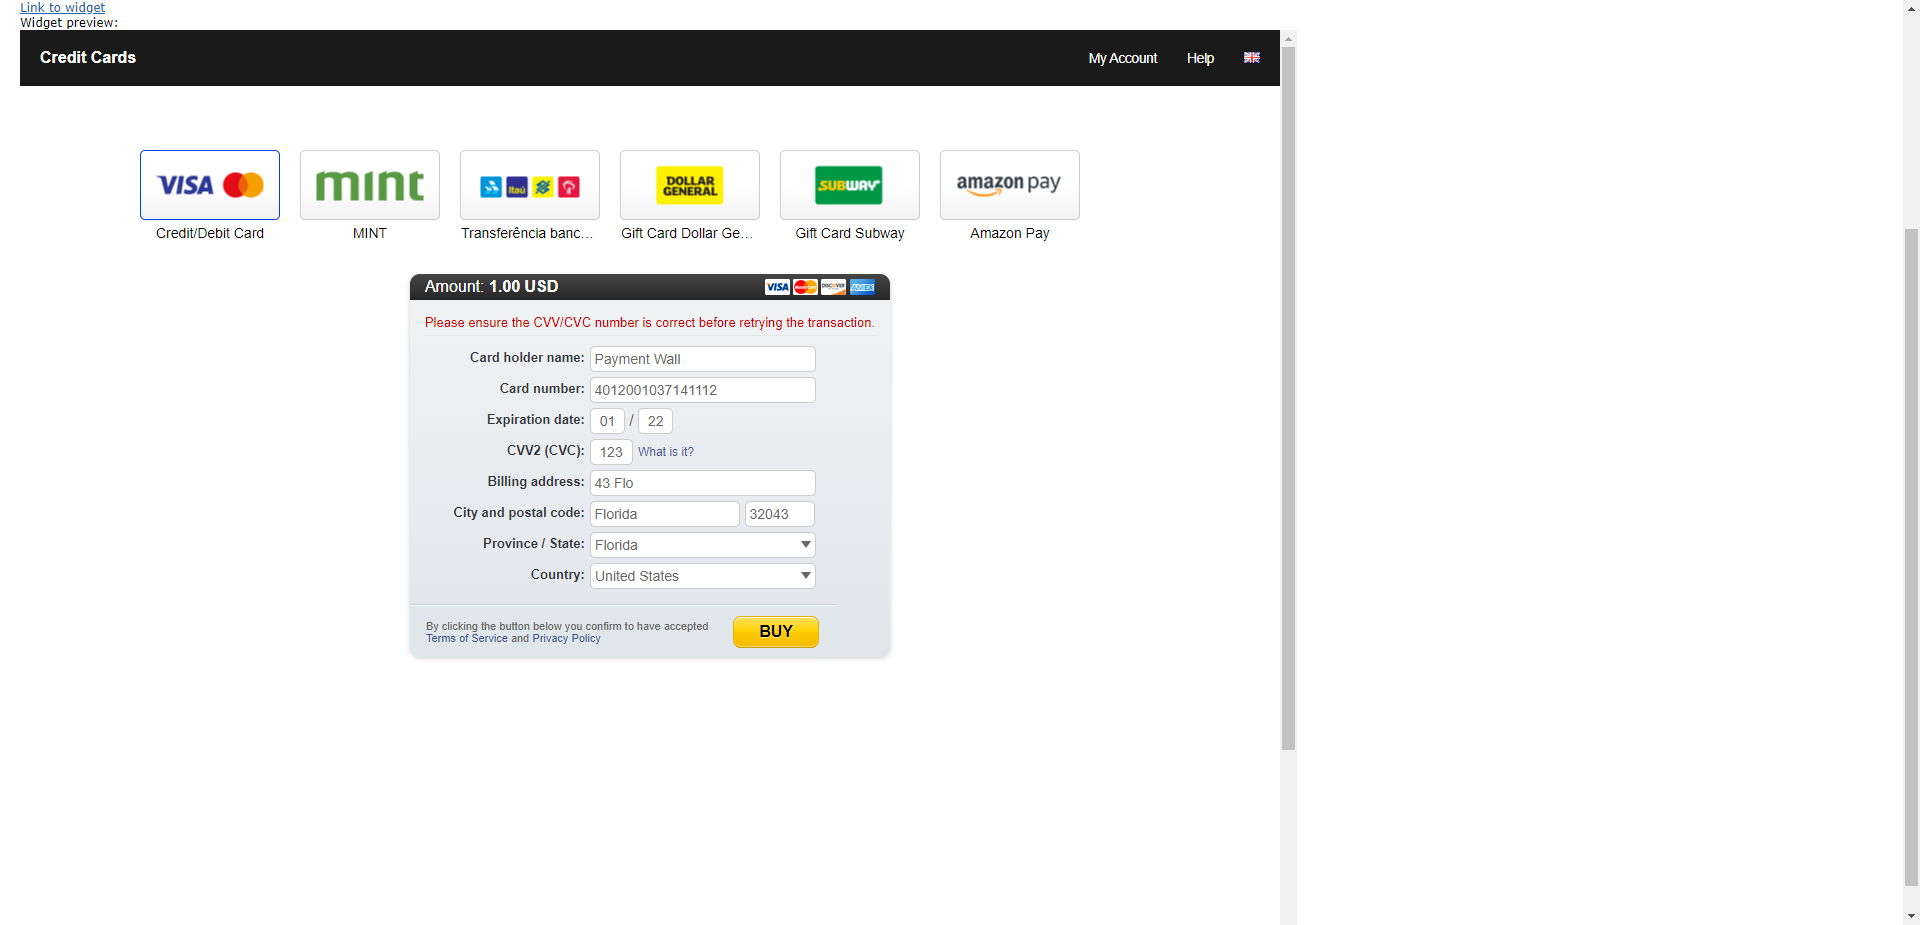 Link to widget
Widget preview:
Credit Cards My Account Help
VISA mint Itaú DOLLAR GENERAL SUBWAY amazon pay
Credit/Debit Card MINT Transferência banc... Gift Card Dollar Ge... Gift Card Subway Amazon Pay
Amount: 1.00 USD VISA MasterCard DISCOVER AMEX
Please ensure the CVV/CVC number is correct before retrying the transaction.
Card holder name: Payment Wall
Card number: 4012001037141112
Expiration date: 01 / 22
CVV2 (CVC): 123 What is it?
Billing address: 43 Flo
City and postal code: Florida 32043
Province / State: Florida
Country: United States
By clicking the button below you confirm to have accepted
Terms of Service and Privacy Policy
BUY